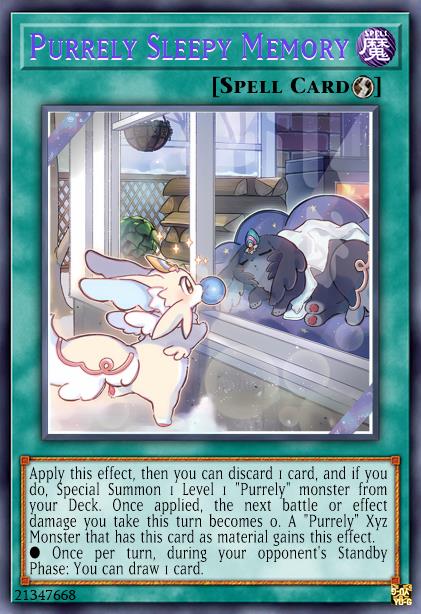 Purrely Sleepy Memory
SPELL
魔
[Spell Card]
Apply this effect, then you can discard 1 card, and if you
do, Special Summon 1 Level 1 "Purrely" monster from
your Deck. Once applied, the next battle or effect
damage you take this turn becomes 0. A "Purrely" Xyz
Monster that has this card as material gains this effect.
● Once per turn, during your opponent's Standby
Phase: You can draw 1 card.
21347668